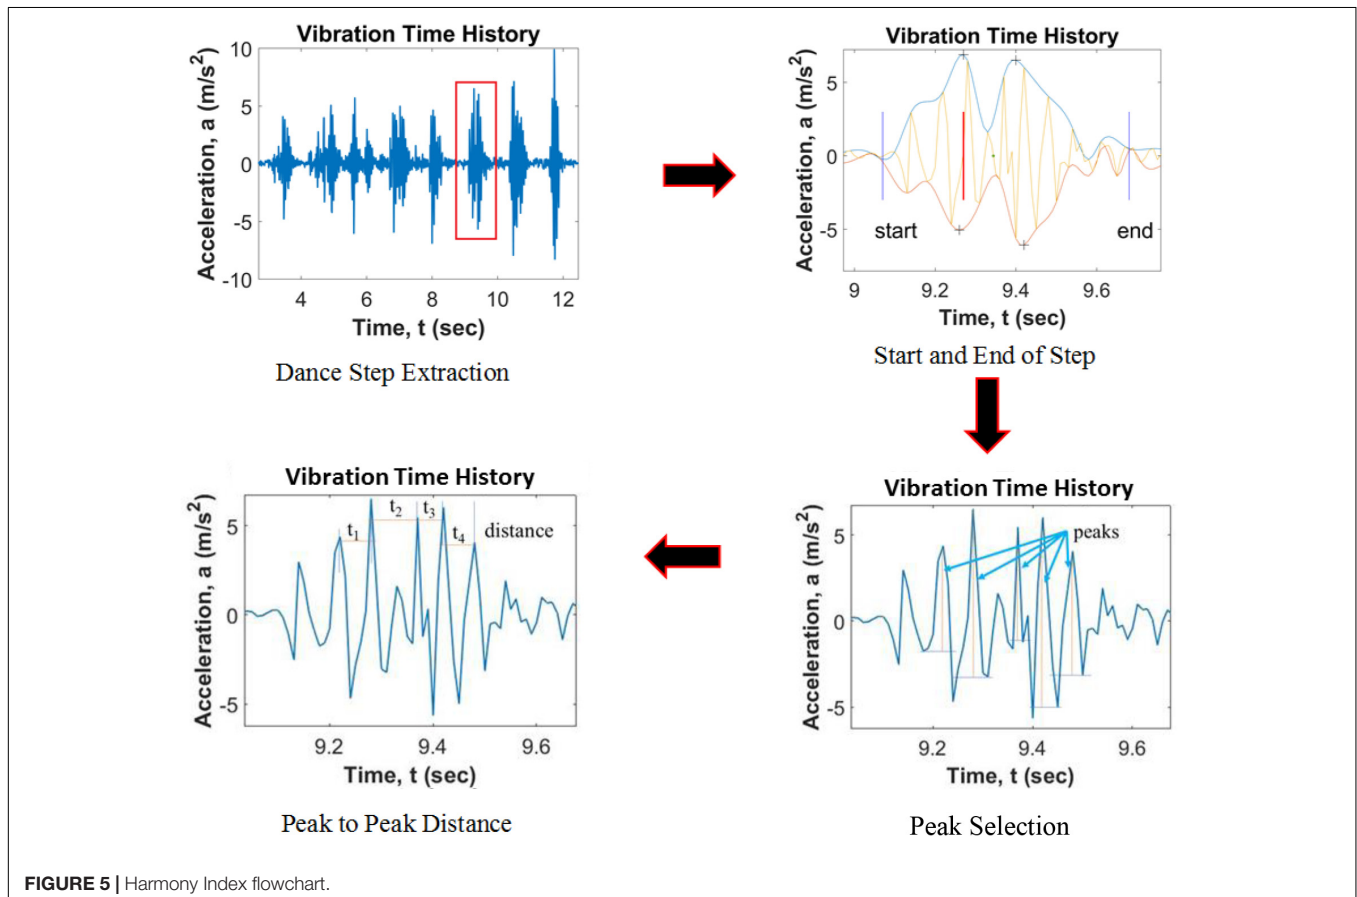 Vibration Time History
Acceleration, a (m/s²)
10
5
0
-5
-10
4 6 8 10 12
Time, t (sec)
Dance Step Extraction
Vibration Time History
Acceleration, a (m/s²)
5
0
-5
start end
9 9.2 9.4 9.6
Time, t (sec)
Start and End of Step
Vibration Time History
Acceleration, a (m/s²)
5
0
-5
t₁ t₂ t₃ t₄ distance
9.2 9.4 9.6
Time, t (sec)
Peak to Peak Distance
Vibration Time History
Acceleration, a (m/s²)
5
0
-5
peaks
9.2 9.4 9.6
Time, t (sec)
Peak Selection
FIGURE 5 | Harmony Index flowchart.